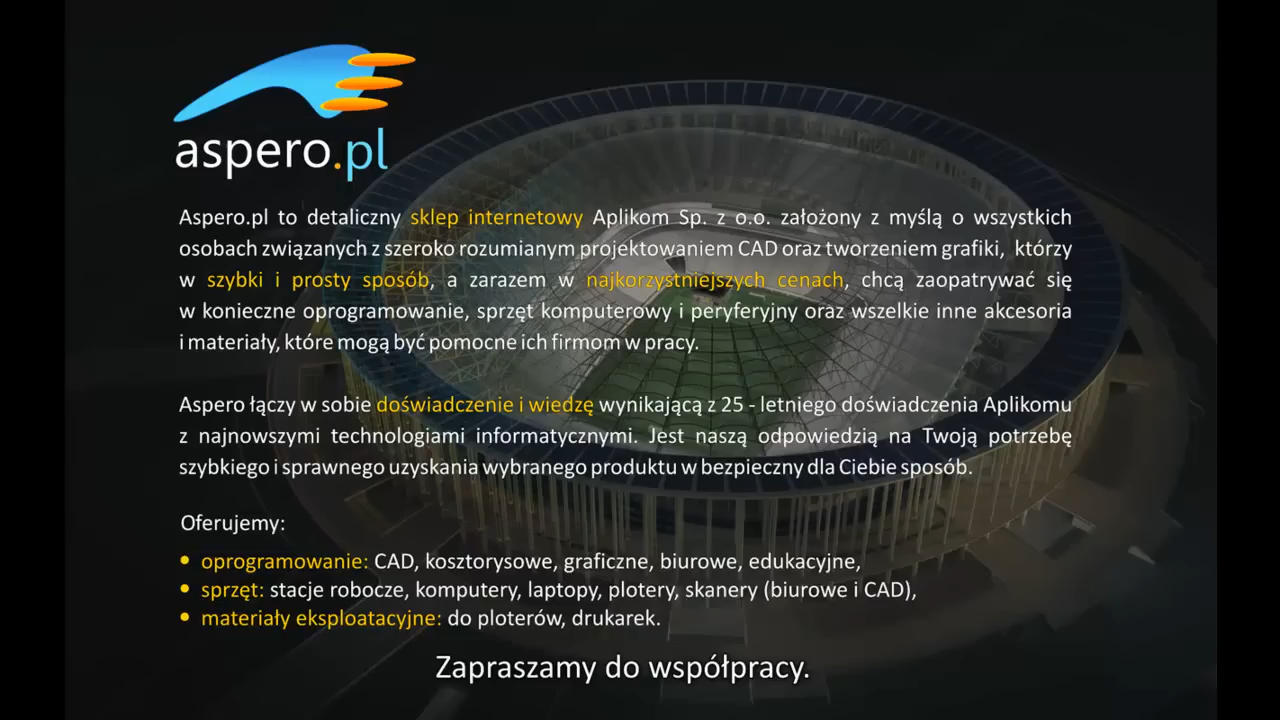 aspero.pl
Aspero.pl to detaliczny sklep internetowy Aplikom Sp. z o.o. założony z myślą o wszystkich
osobach związanych z szeroko rozumianym projektowaniem CAD oraz tworzeniem grafiki, którzy
w szybki i prosty sposób, a zarazem w najkorzystniejszych cenach, chcą zaopatrywać się
w konieczne oprogramowanie, sprzęt komputerowy i peryferyjny oraz wszelkie inne akcesoria
i materiały, które mogą być pomocne ich firmom w pracy.
Aspero łączy w sobie doświadczenie i wiedzę wynikającą z 25 - letniego doświadczenia Aplikomu
z najnowszymi technologiami informatycznymi. Jest naszą odpowiedzią na Twoją potrzebę
szybkiego i sprawnego uzyskania wybranego produktu w bezpieczny dla Ciebie sposób.
Oferujemy:
• oprogramowanie: CAD, kosztorysowe, graficzne, biurowe, edukacyjne,
• sprzęt: stacje robocze, komputery, laptopy, plotery, skanery (biurowe i CAD),
• materiały eksploatacyjne: do ploterów, drukarek.
Zapraszamy do współpracy.